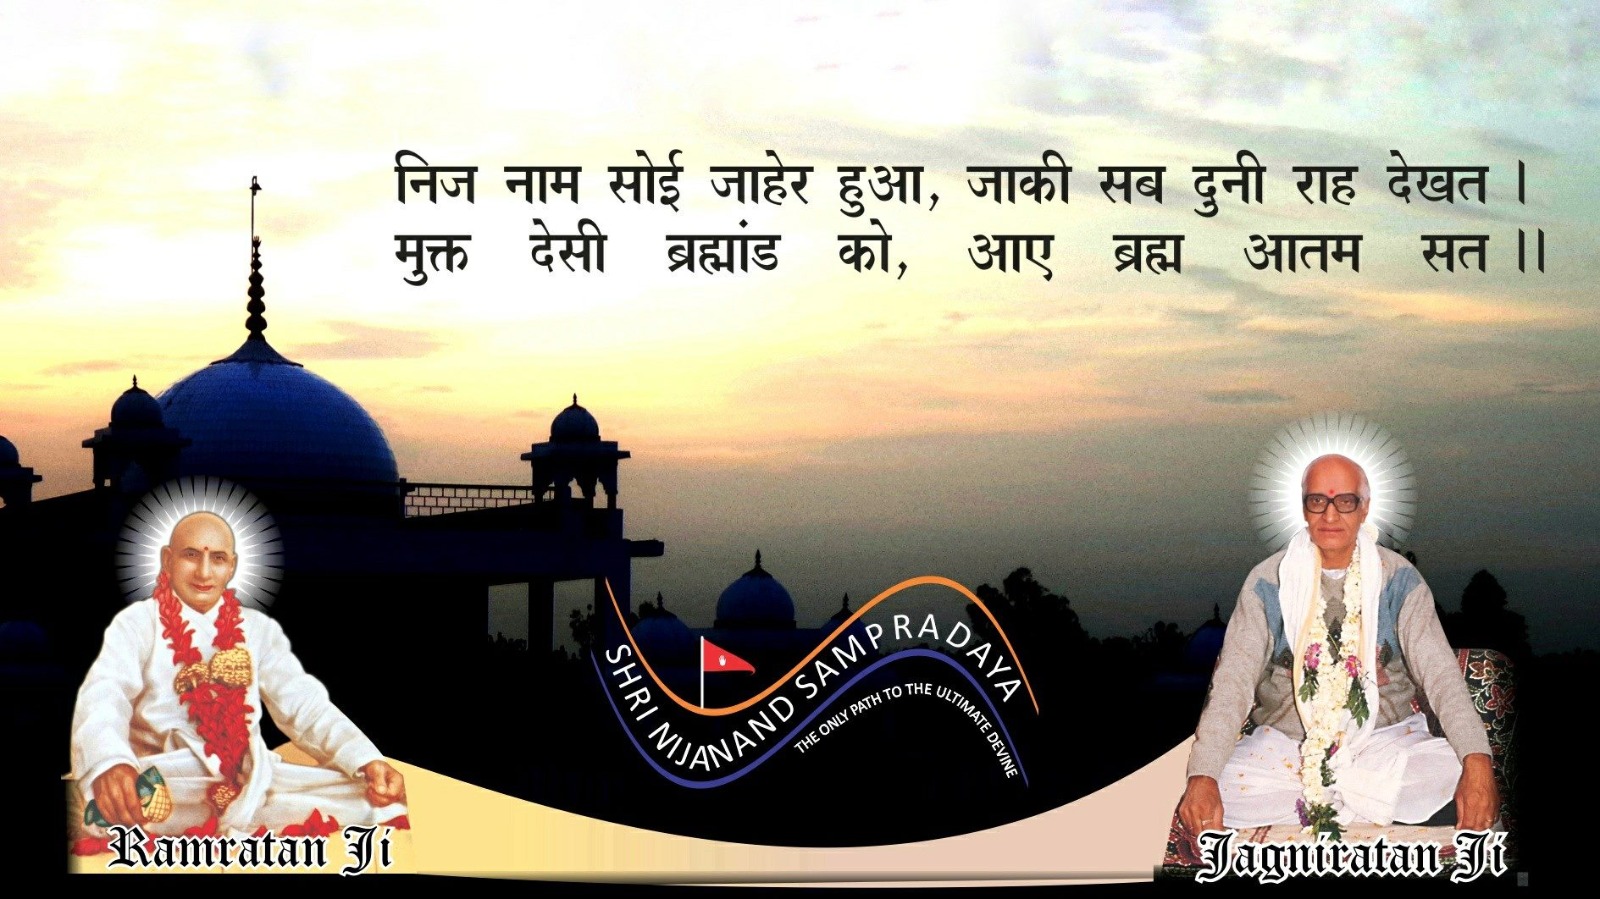 निज नाम सोई जाहेर हुआ, जाकी सब दुनी राह देखत ।
मुक्त देसी ब्रह्मांड को, आए ब्रह्म आतम सत ।।
SHRI NIJANAND SAMPRADAYA
THE ONLY PATH TO THE ULTIMATE DEVINE
Ramratan Ji
Jagniratan Ji